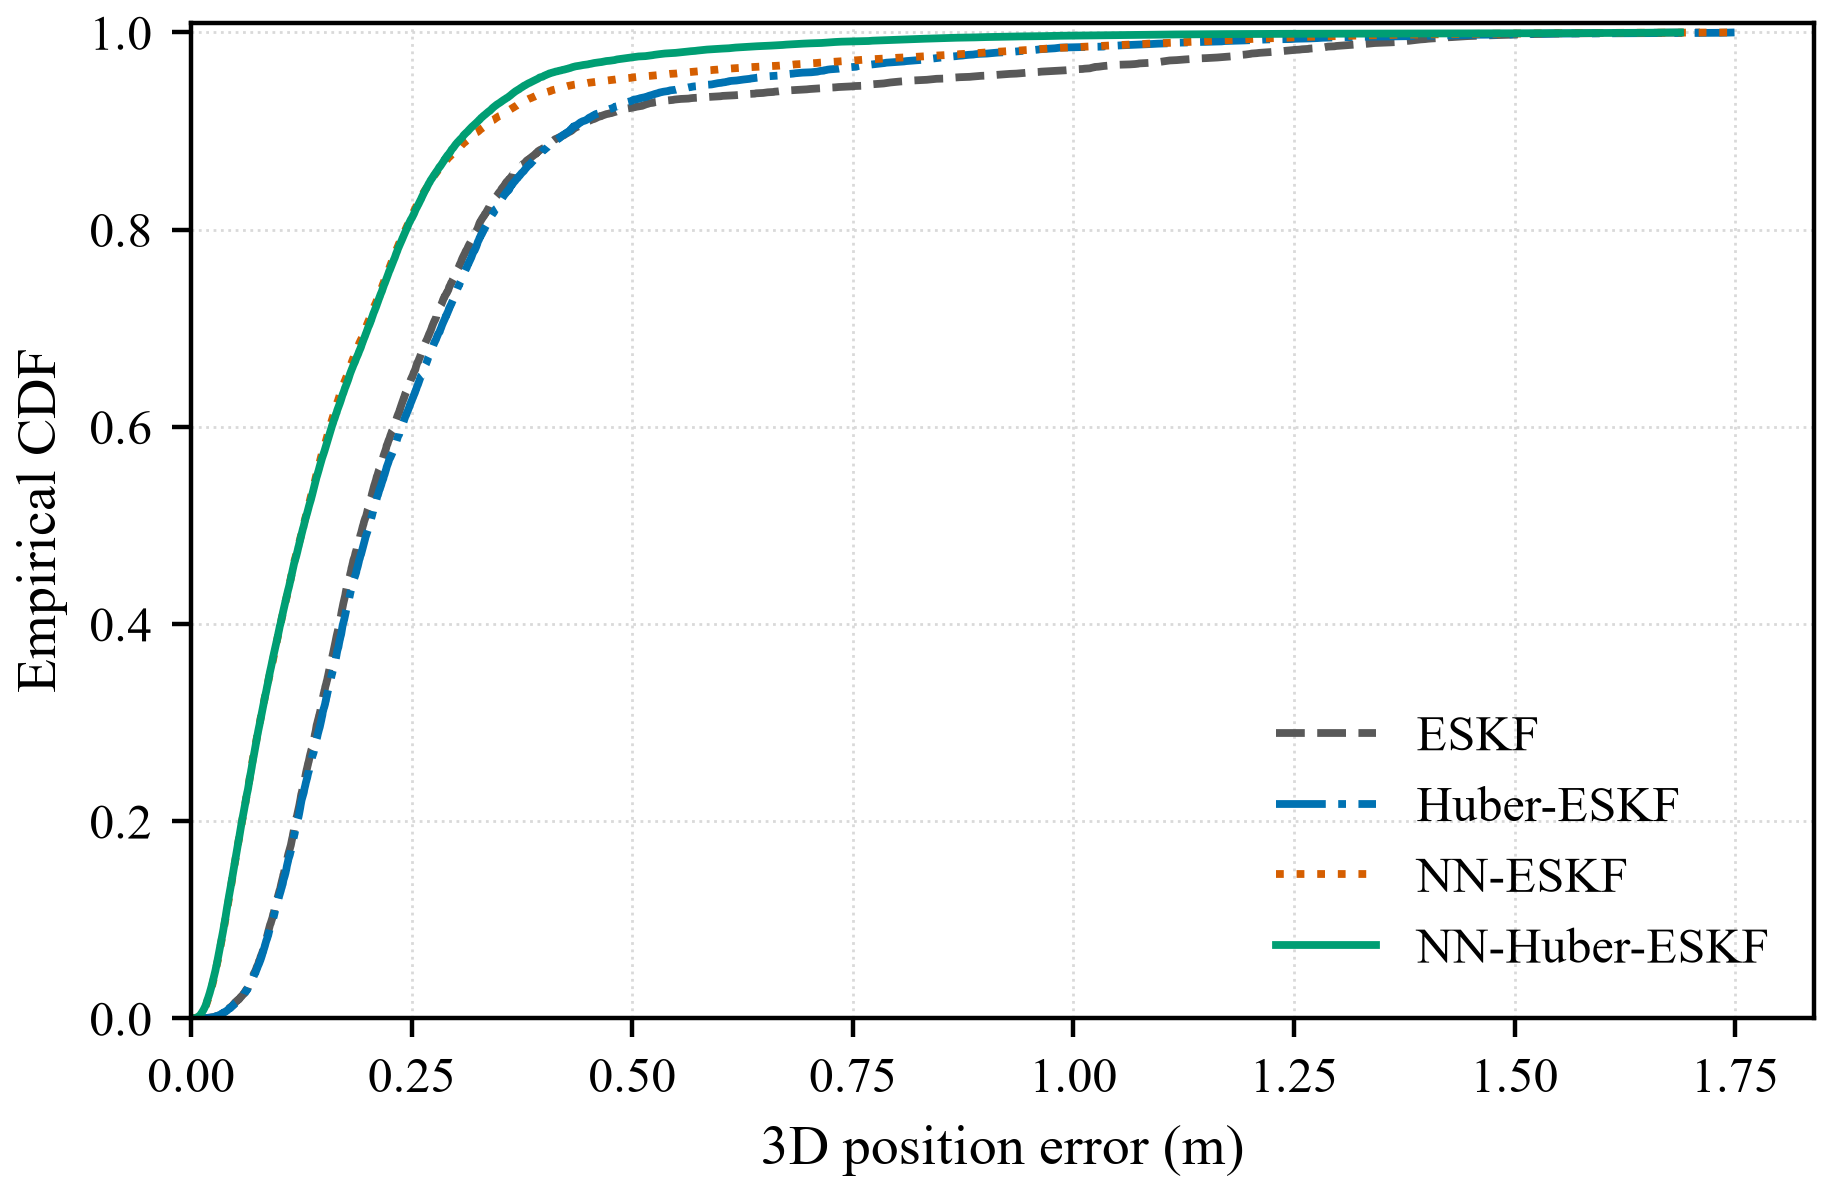 Empirical CDF
1.0
0.8
0.6
0.4
0.2
0.0
0.00 0.25 0.50 0.75 1.00 1.25 1.50 1.75
3D position error (m)
ESKF
Huber-ESKF
NN-ESKF
NN-Huber-ESKF